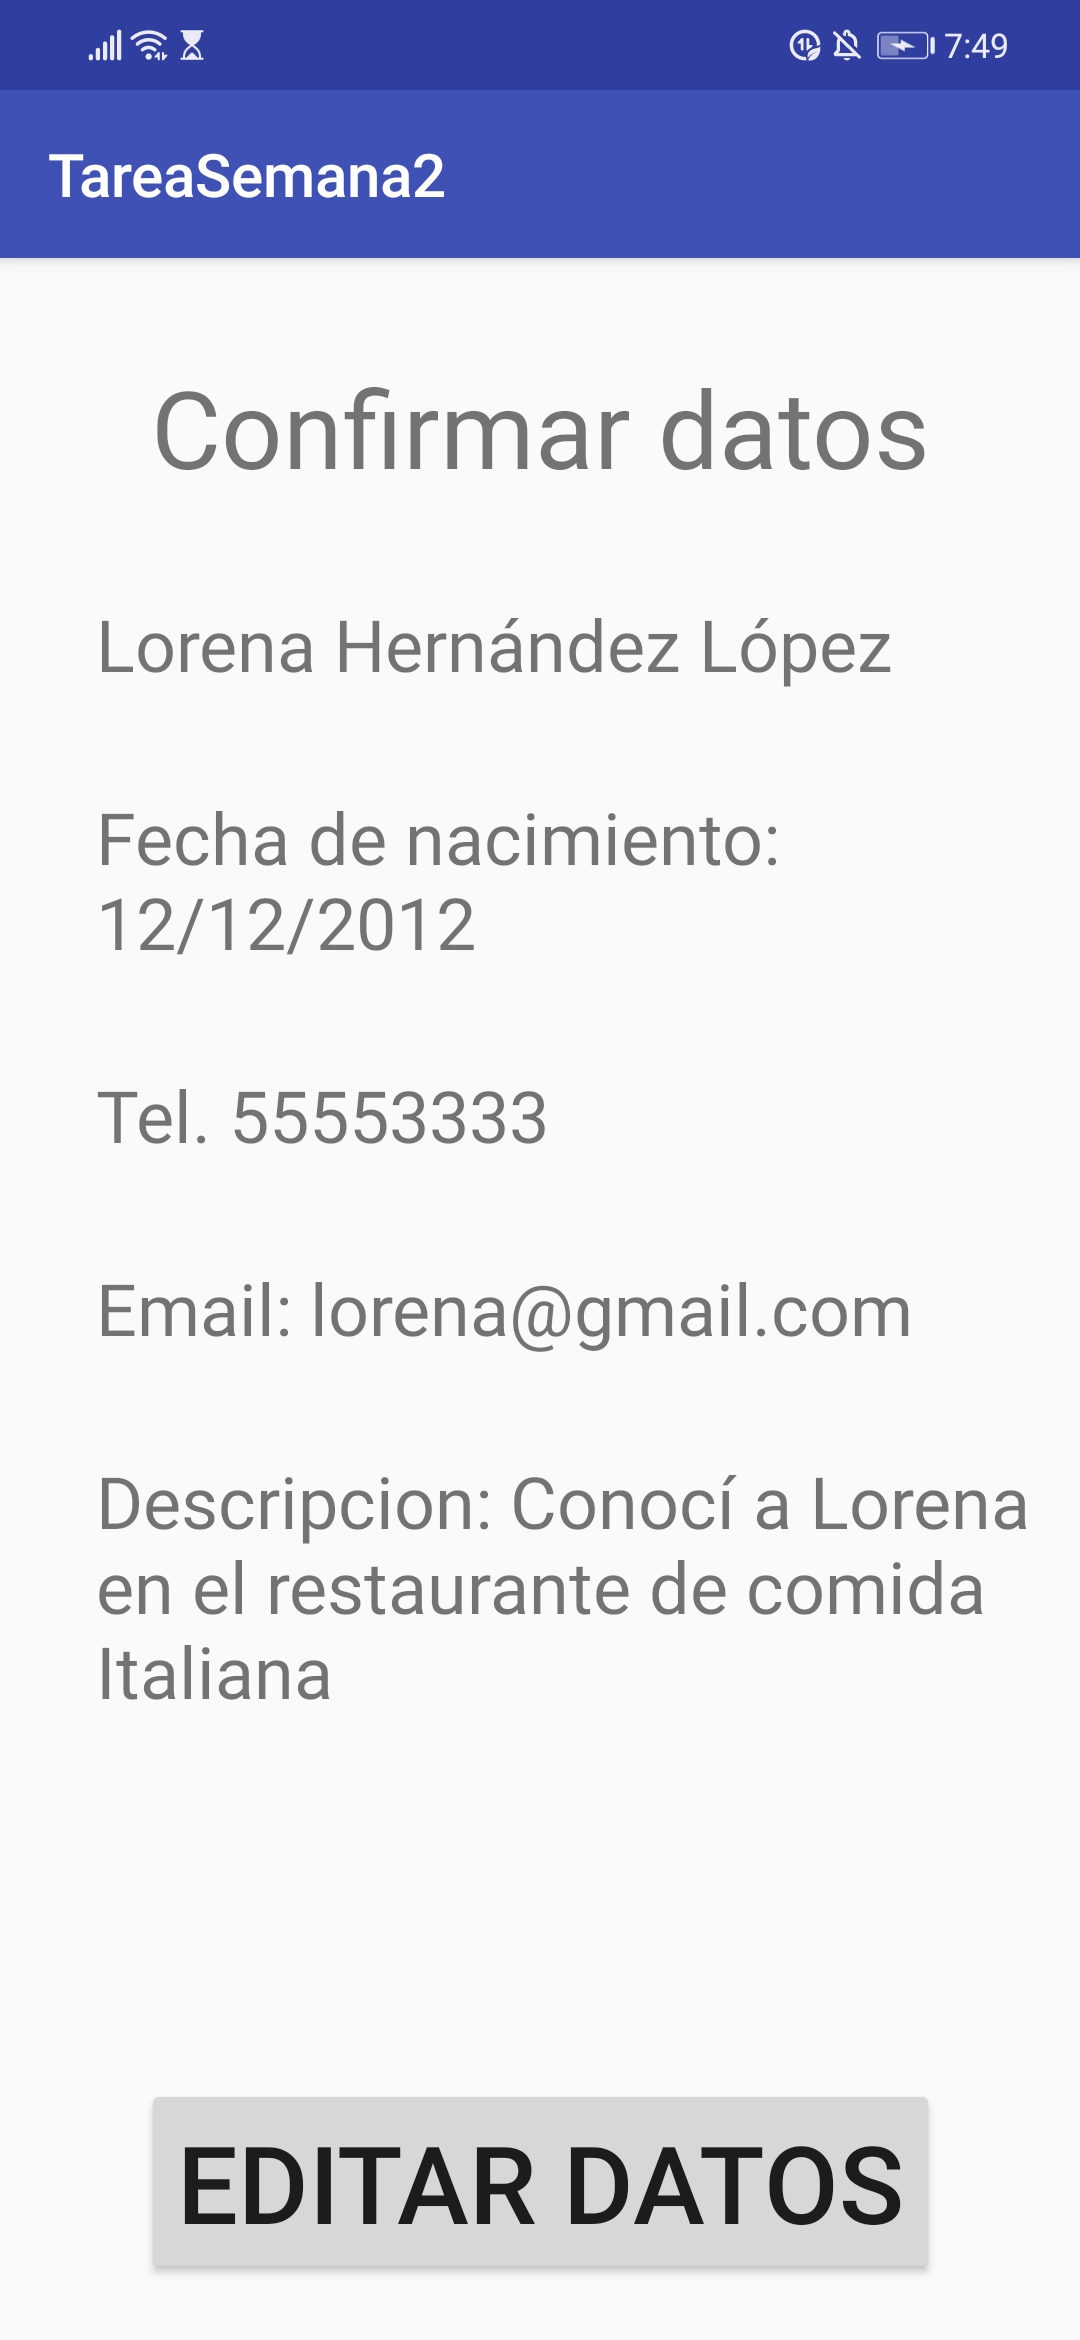 7:49
TareaSemana2
Confirmar datos
Lorena Hernández López
Fecha de nacimiento:
12/12/2012
Tel. 55553333
Email: lorena@gmail.com
Descripcion: Conocí a Lorena
en el restaurante de comida
Italiana
EDITAR DATOS